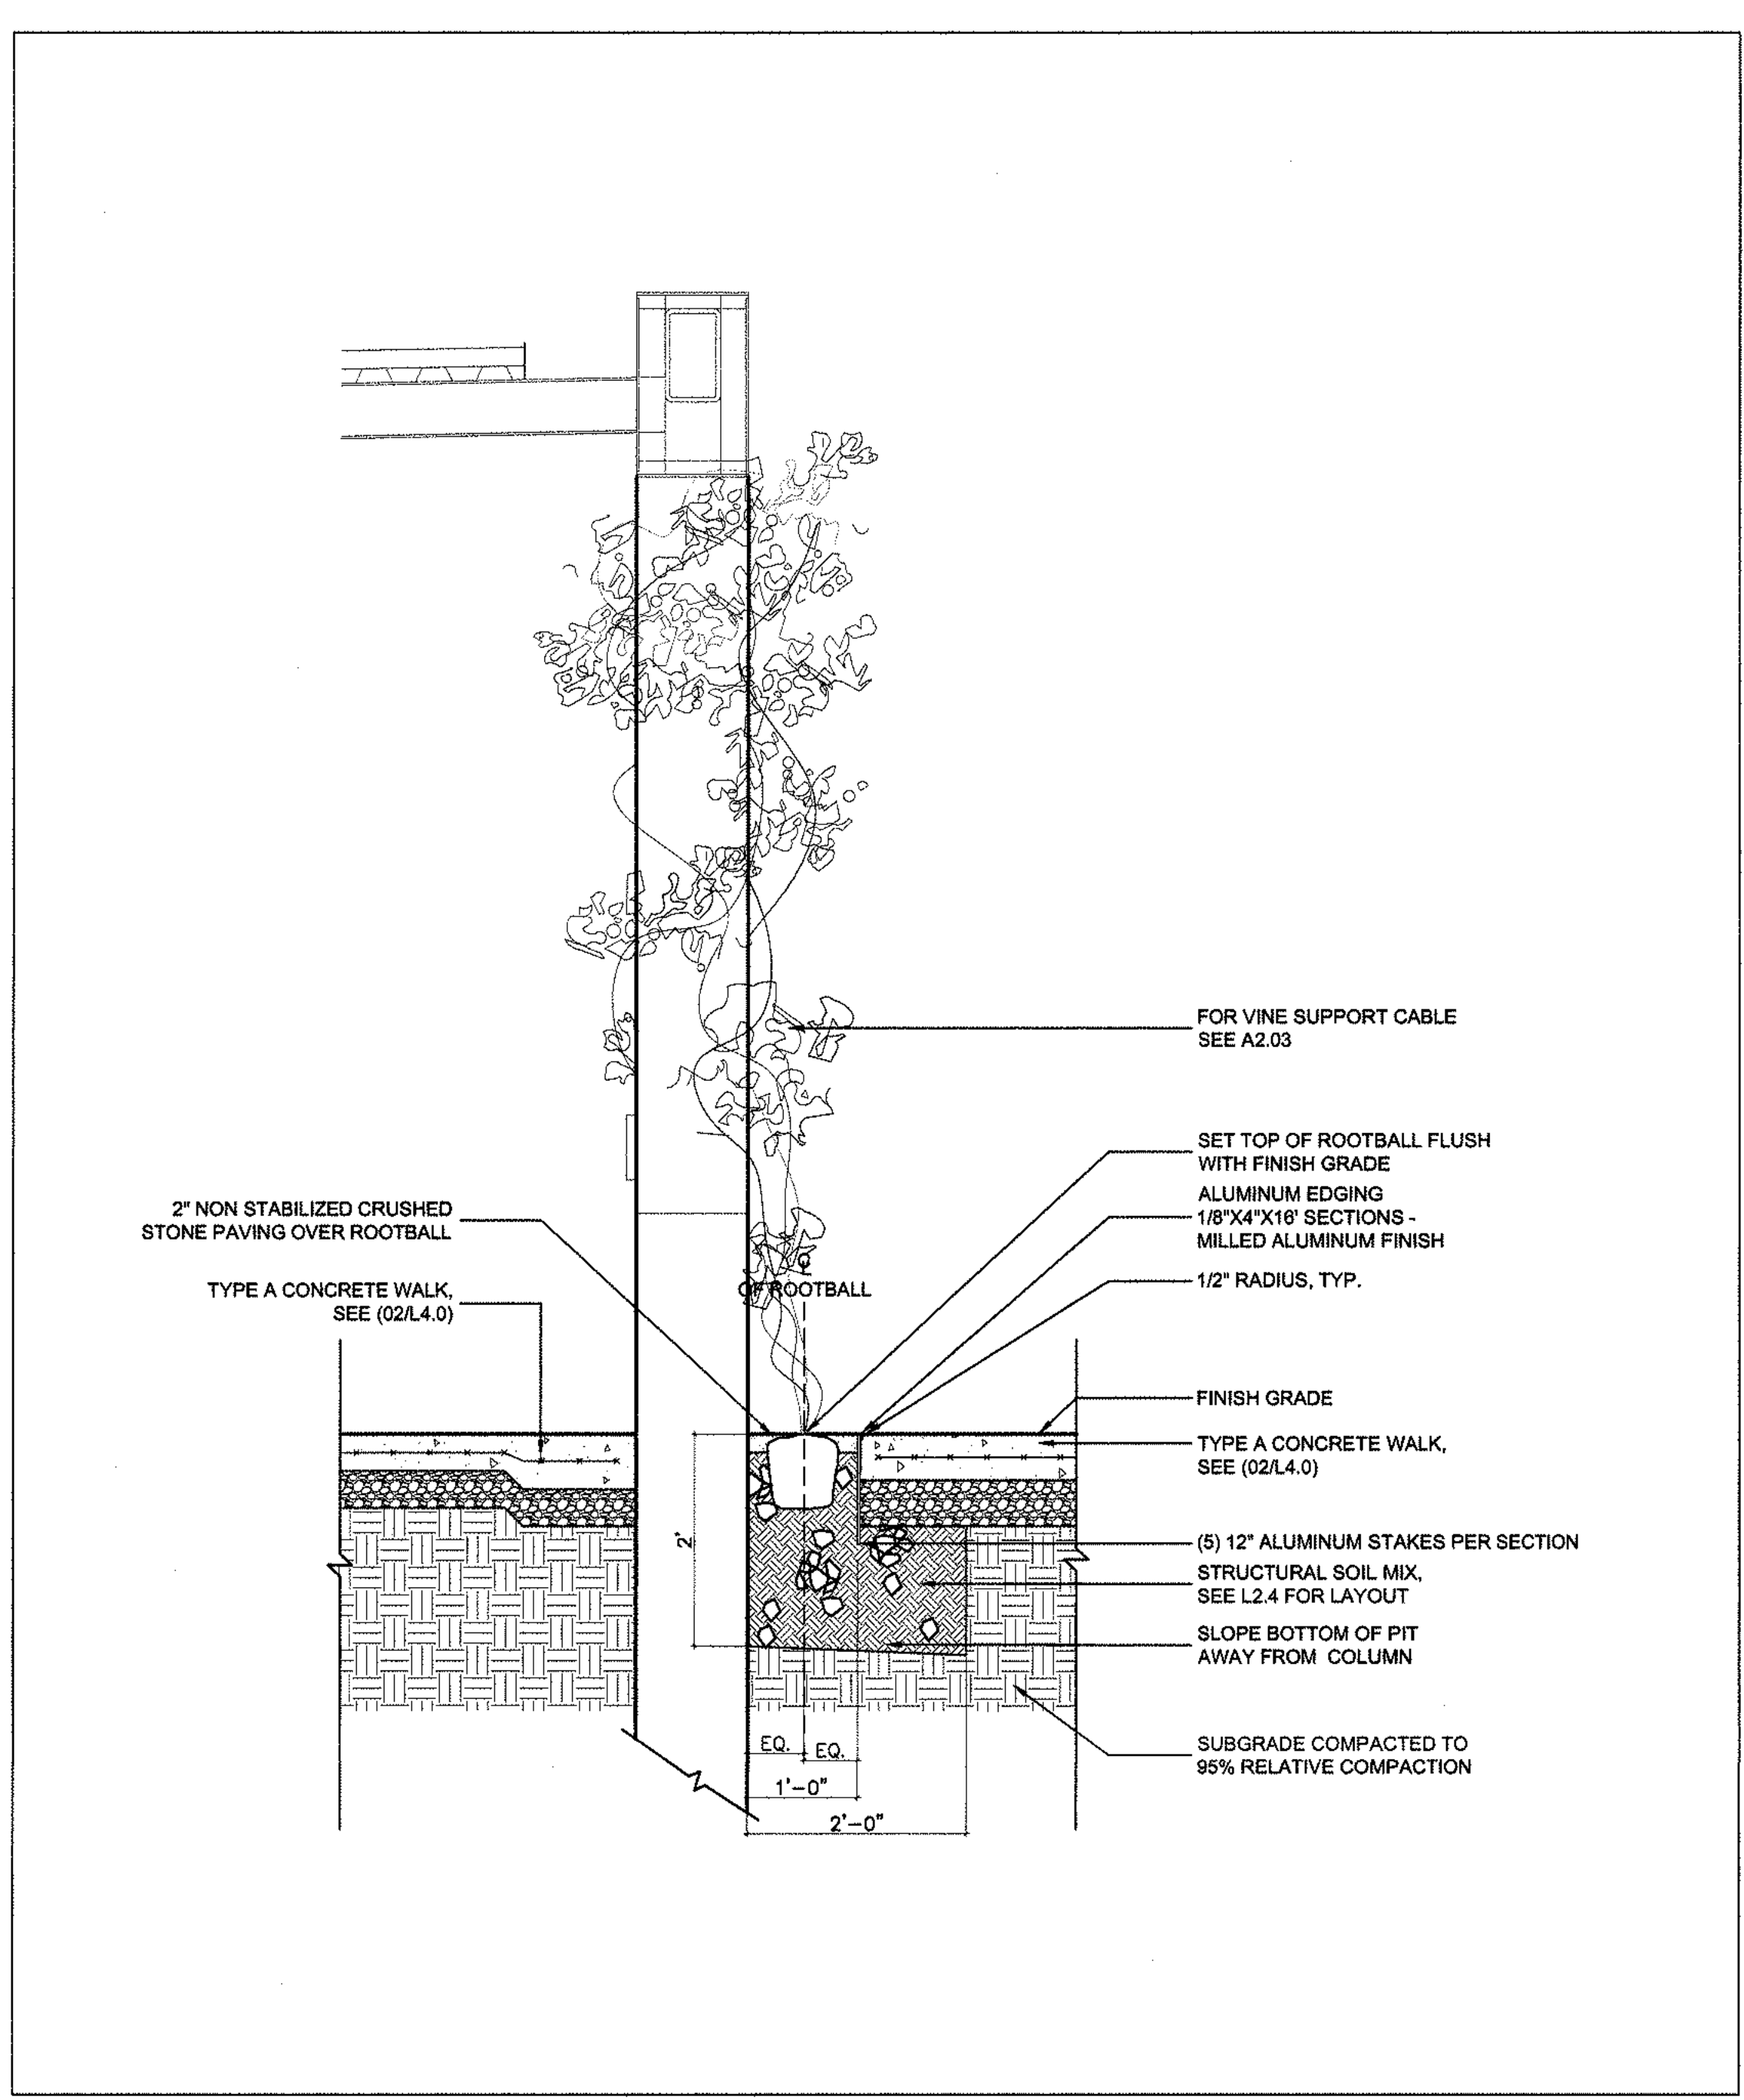 FOR VINE SUPPORT CABLE
SEE A2.03
SET TOP OF ROOTBALL FLUSH
WITH FINISH GRADE
ALUMINUM EDGING
1/8"X4"X16' SECTIONS -
MILLED ALUMINUM FINISH
1/2" RADIUS, TYP.
2" NON STABILIZED CRUSHED
STONE PAVING OVER ROOTBALL
TYPE A CONCRETE WALK,
SEE (02/L4.0)
OF ROOTBALL
FINISH GRADE
TYPE A CONCRETE WALK,
SEE (02/L4.0)
2'
(5) 12" ALUMINUM STAKES PER SECTION
STRUCTURAL SOIL MIX,
SEE L2.4 FOR LAYOUT
SLOPE BOTTOM OF PIT
AWAY FROM COLUMN
SUBGRADE COMPACTED TO
95% RELATIVE COMPACTION
EQ.
EQ.
1'-0"
2'-0"